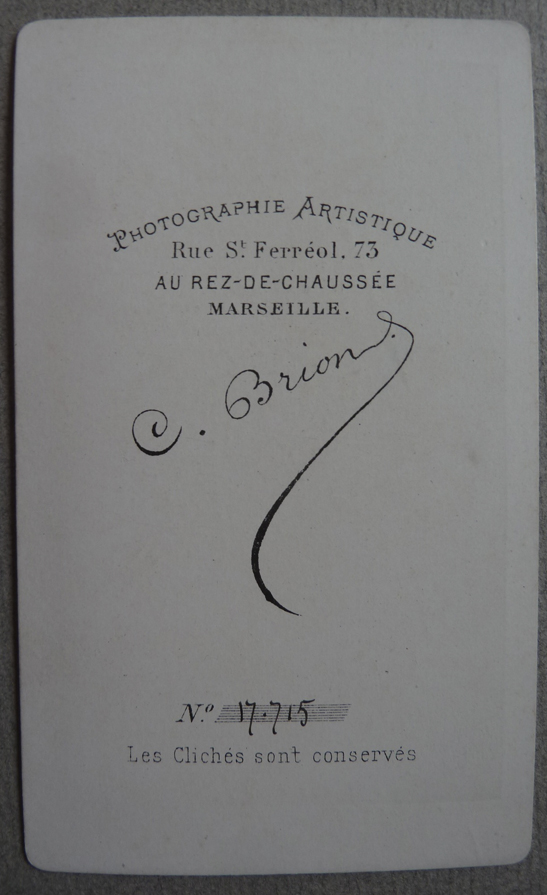 PHOTOGRAPHIE ARTISTIQUE
Rue St Ferréol. 73
AU REZ-DE-CHAUSSÉE
MARSEILLE.
C. Brion
No 17.715
Les Clichés sont conservés